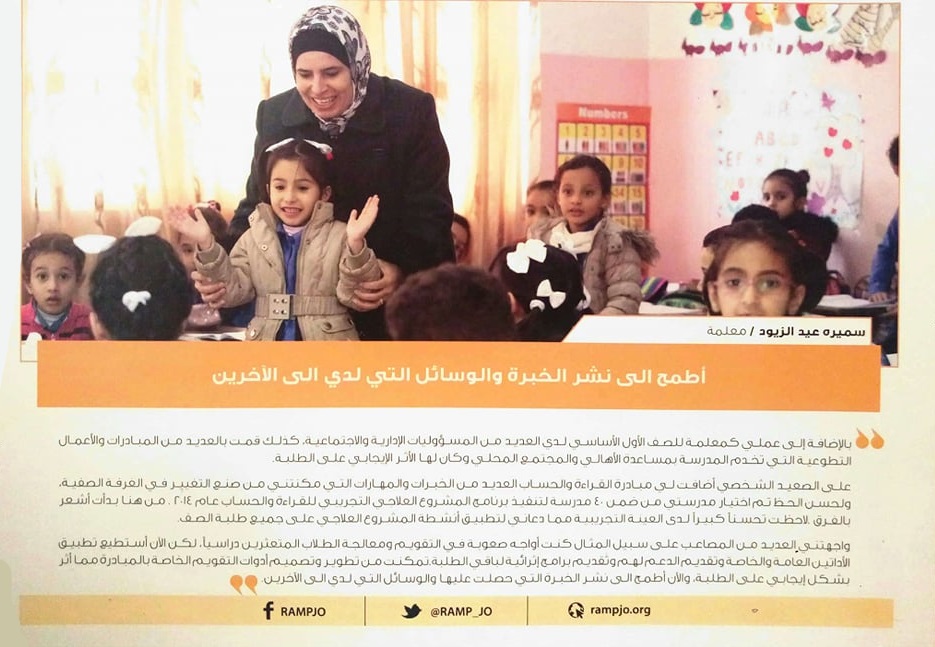 Numbers
1 2 3 4 5
سميره عيد الزيود / معلمة
أطمح الى نشر الخبرة والوسائل التي لدي الى الآخرين
بالإضافة إلى عملي كمعلمة للصف الأول الأساسي لدي العديد من المسؤوليات الإدارية والاجتماعية، كذلك قمت بالعديد من المبادرات والأعمال
التطوعية التي تخدم المدرسة بمساعدة الأهالي والمجتمع المحلي وكان لها الأثر الإيجابي على الطلبة.
على الصعيد الشخصي أضافت لي مبادرة القراءة والحساب العديد من الخبرات والمهارات التي مكنتني من صنع التغيير في الغرفة الصفية،
ولحسن الحظ تم اختيار مدرستي من ضمن ٤٠ مدرسة لتنفيذ برنامج المشروع العلاجي التجريبي للقراءة والحساب عام ٢٠١٤ . من هنا بدأت أشعر
بالفرق .لاحظت تحسناً كبيراً لدى العينة التجريبية مما دعاني لتطبيق أنشطة المشروع العلاجي على جميع طلبة الصف.
واجهتني العديد من المصاعب على سبيل المثال كنت أواجه صعوبة في التقويم ومعالجة الطلاب المتعثرين دراسياً، لكن الآن أستطيع تطبيق
الأداتين العامة والخاصة وتقديم الدعم لهم وتقديم برامج إثرائية لباقي الطلبة.تمكنت من تطوير وتصميم أدوات التقويم الخاصة بالمبادرة مما أثر
بشكل إيجابي على الطلبة، والآن أطمح الى نشر الخبرة التي حصلت عليها والوسائل التي لدي الى الآخرين
RAMPJO
@RAMP_JO
rampjo.org